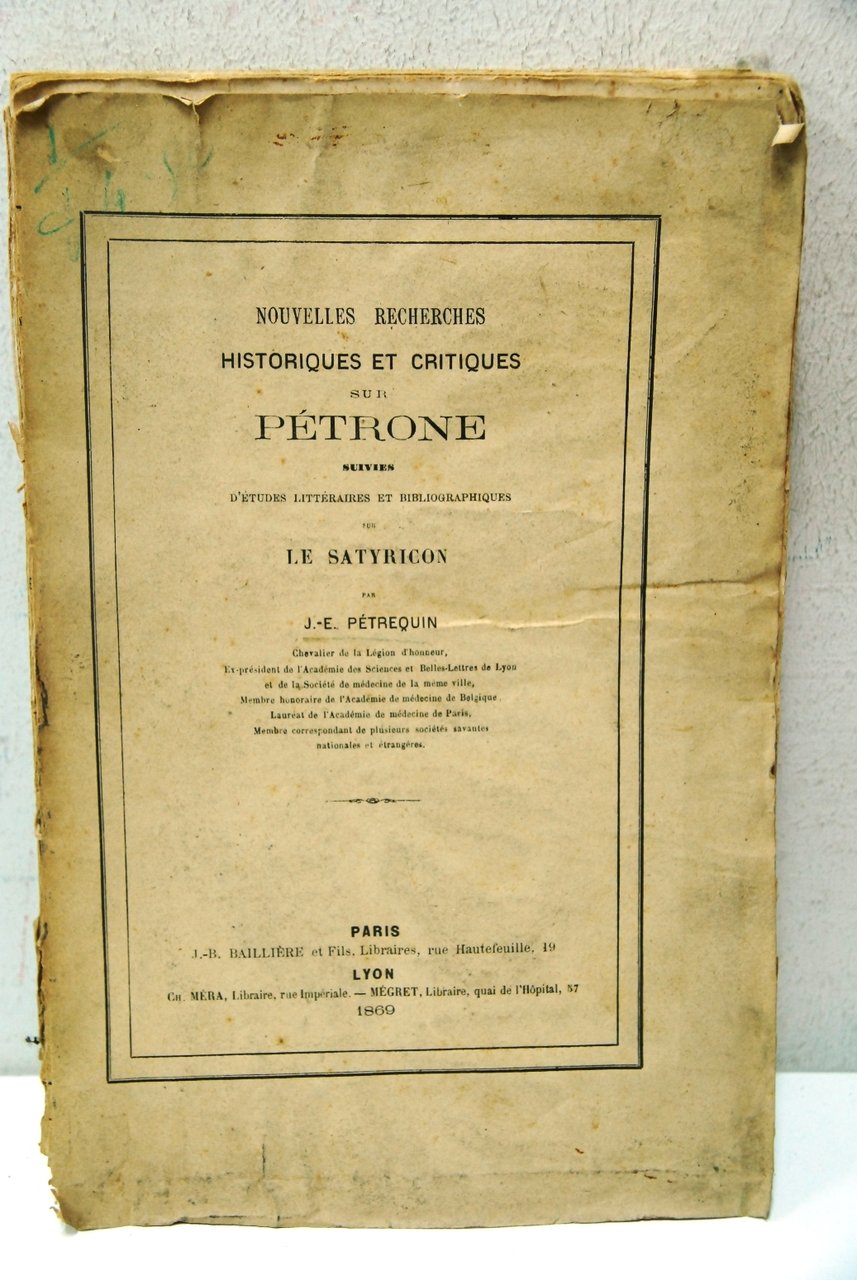 NOUVELLES RECHERCHES
HISTORIQUES ET CRITIQUES
SUR
PÉTRONE
SUIVIES
D'ÉTUDES LITTÉRAIRES ET BIBLIOGRAPHIQUES
SUR
LE SATYRICON
PAR
J.-E. PÉTREQUIN
Chevalier de la Légion d'honneur,
Ex-président de l'Académie des Sciences et Belles-Lettres de Lyon
et de la Société de médecine de la même ville,
Membre honoraire de l'Académie de médecine de Belgique,
Lauréat de l'Académie de médecine de Paris,
Membre correspondant de plusieurs sociétés savantes
nationales et étrangères.
PARIS
J.-B. BAILLIÈRE et Fils, Libraires, rue Hautefeuille, 19
LYON
CH. MÉRA, Libraire, rue Impériale. — MÉGRET, Libraire, quai de l'Hôpital, 57
1869